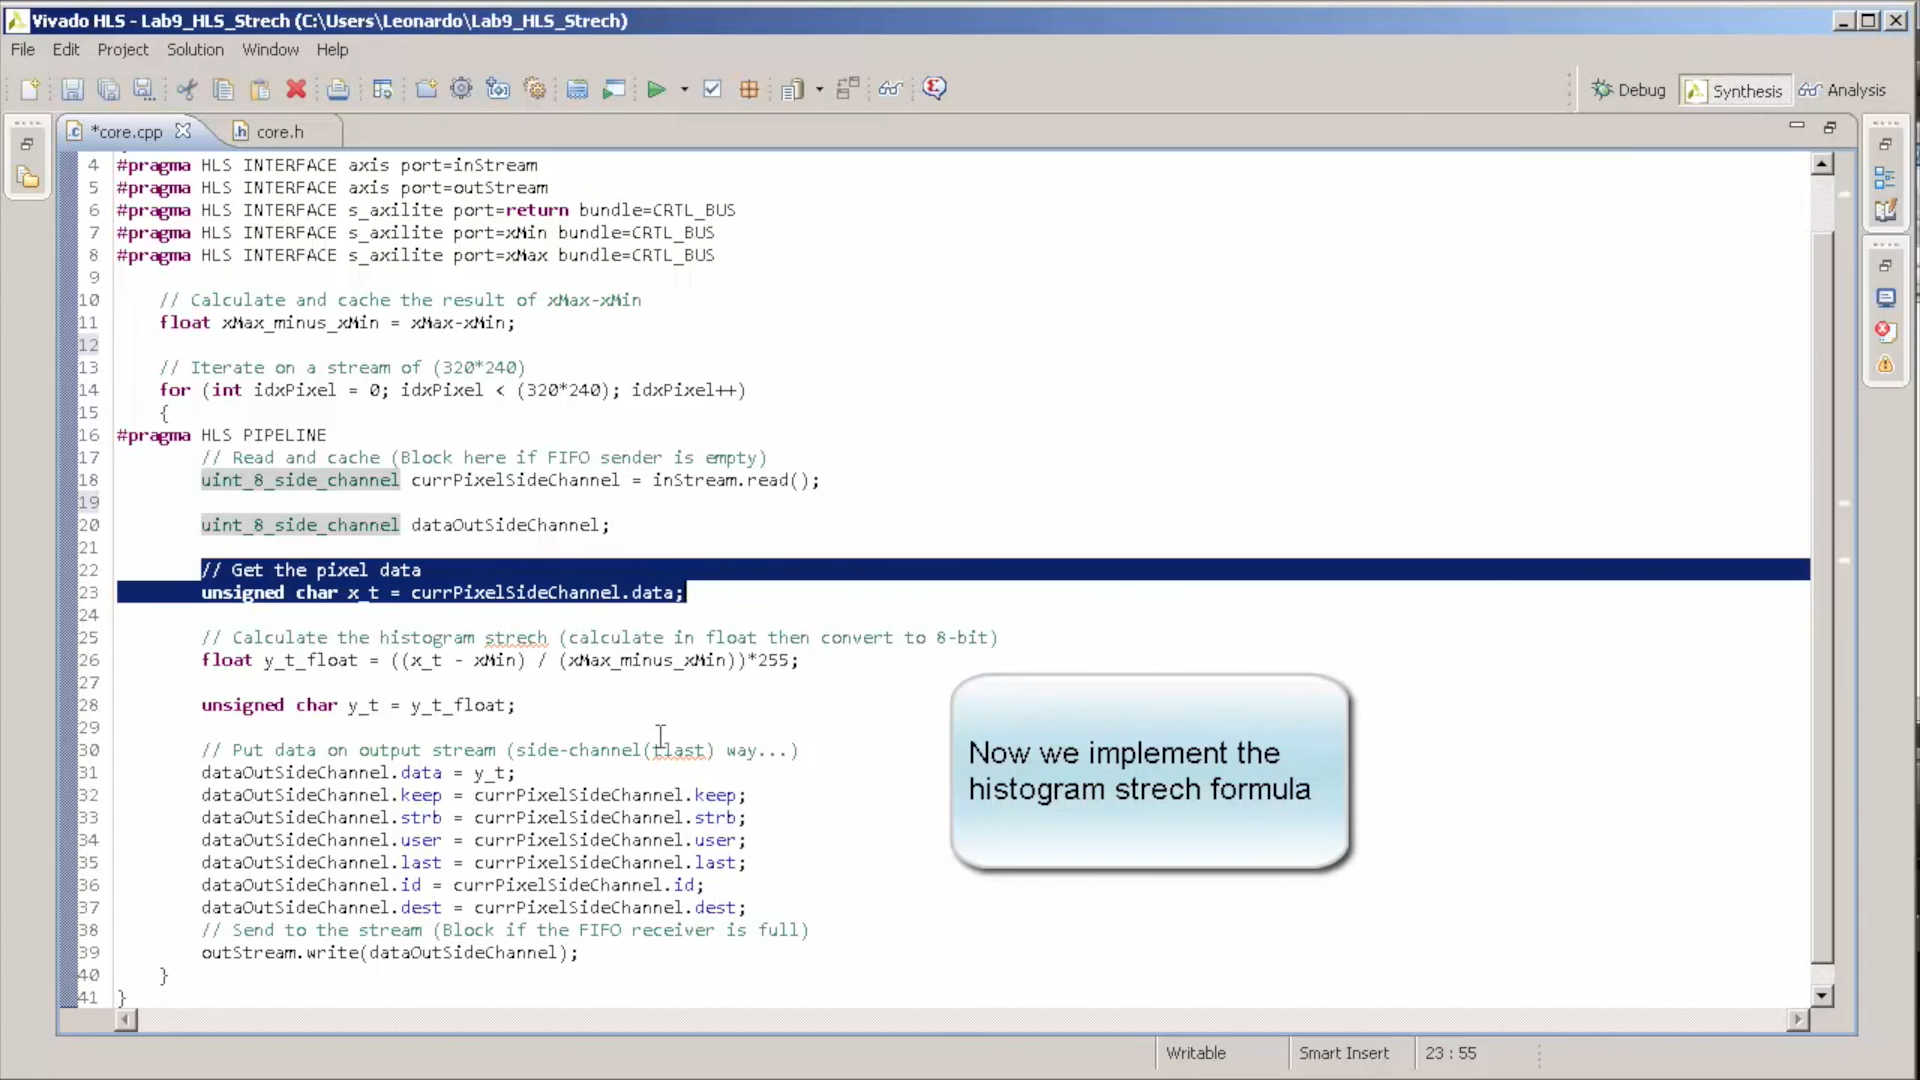 Vivado HLS - Lab9_HLS_Strech (C:\Users\Leonardo\Lab9_HLS_Strech)
File Edit Project Solution Window Help
Debug Synthesis Analysis
*core.cpp core.h
4 #pragma HLS INTERFACE axis port=inStream
5 #pragma HLS INTERFACE axis port=outStream
6 #pragma HLS INTERFACE s_axilite port=return bundle=CRTL_BUS
7 #pragma HLS INTERFACE s_axilite port=xMin bundle=CRTL_BUS
8 #pragma HLS INTERFACE s_axilite port=xMax bundle=CRTL_BUS
9
10 // Calculate and cache the result of xMax-xMin
11 float xMax_minus_xMin = xMax-xMin;
12
13 // Iterate on a stream of (320*240)
14 for (int idxPixel = 0; idxPixel < (320*240); idxPixel++)
15 {
16 #pragma HLS PIPELINE
17 // Read and cache (Block here if FIFO sender is empty)
18 uint_8_side_channel currPixelSideChannel = inStream.read();
19
20 uint_8_side_channel dataOutSideChannel;
21
22 // Get the pixel data
23 unsigned char x_t = currPixelSideChannel.data;
24
25 // Calculate the histogram strech (calculate in float then convert to 8-bit)
26 float y_t_float = ((x_t - xMin) / (xMax_minus_xMin))*255;
27
28 unsigned char y_t = y_t_float;
29
30 // Put data on output stream (side-channel(tlast) way...)
31 dataOutSideChannel.data = y_t;
32 dataOutSideChannel.keep = currPixelSideChannel.keep;
33 dataOutSideChannel.strb = currPixelSideChannel.strb;
34 dataOutSideChannel.user = currPixelSideChannel.user;
35 dataOutSideChannel.last = currPixelSideChannel.last;
36 dataOutSideChannel.id = currPixelSideChannel.id;
37 dataOutSideChannel.dest = currPixelSideChannel.dest;
38 // Send to the stream (Block if the FIFO receiver is full)
39 outStream.write(dataOutSideChannel);
40 }
41 }
Now we implement the
histogram strech formula
Writable Smart Insert 23 : 55